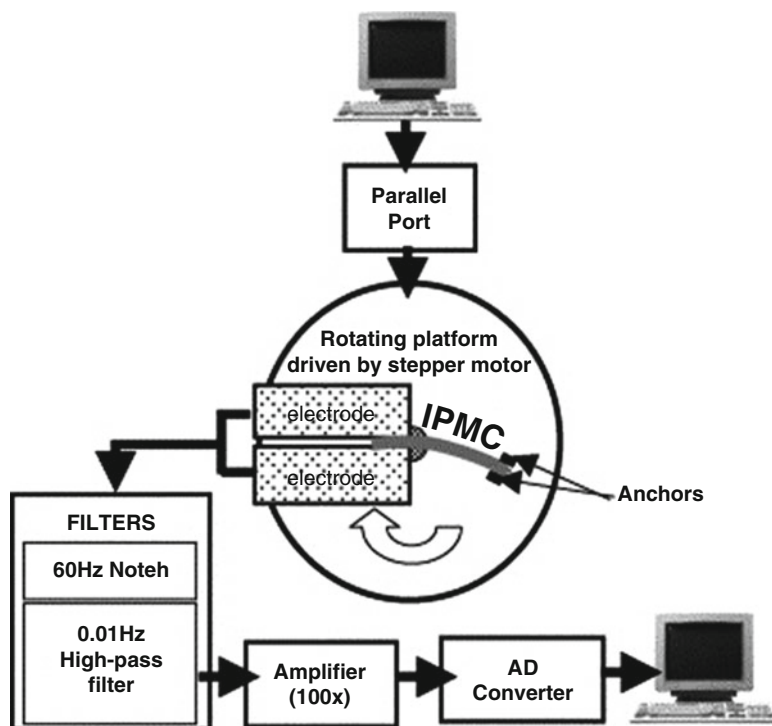 Parallel
Port
Rotating platform
driven by stepper motor
electrode
IPMC
electrode
Anchors
FILTERS
60Hz Noteh
0.01Hz
High-pass
filter
Amplifier
(100x)
AD
Converter